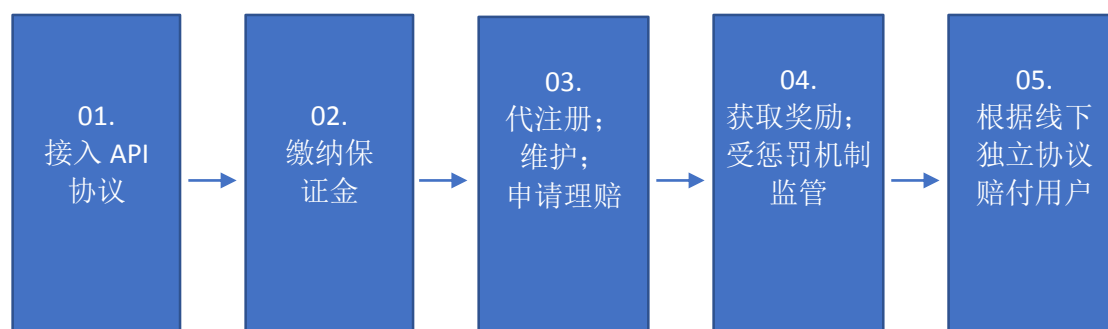 01.
接入 API
协议
02.
缴纳保
证金
03.
代注册；
维护；
申请理赔
04.
获取奖励；
受惩罚机制
监管
05.
根据线下
独立协议
赔付用户